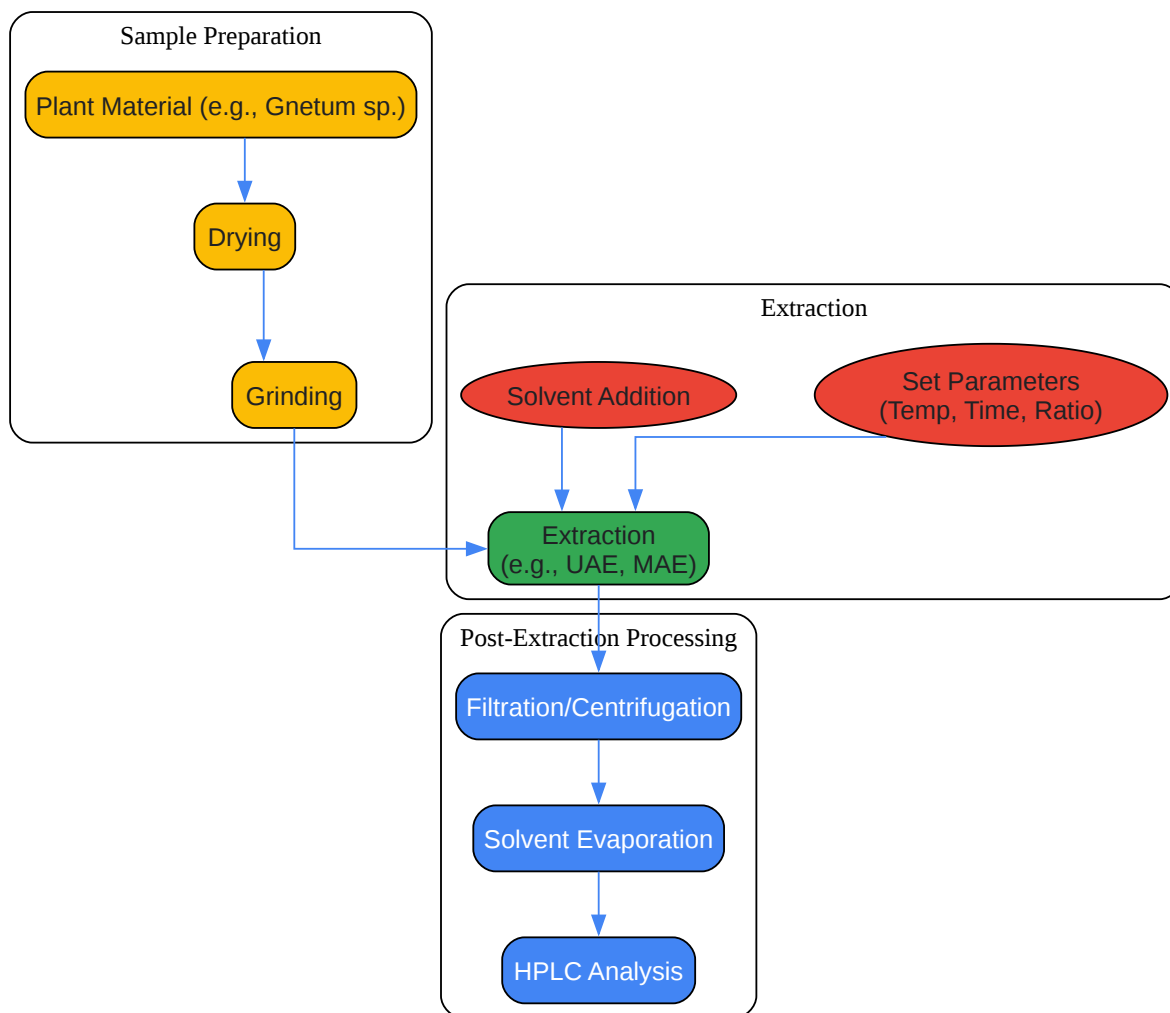 Sample Preparation
Plant Material (e.g., Gnetum sp.)
Drying
Grinding
Extraction
Solvent Addition
Set Parameters
(Temp, Time, Ratio)
Extraction
(e.g., UAE, MAE)
Post-Extraction Processing
Filtration/Centrifugation
Solvent Evaporation
HPLC Analysis